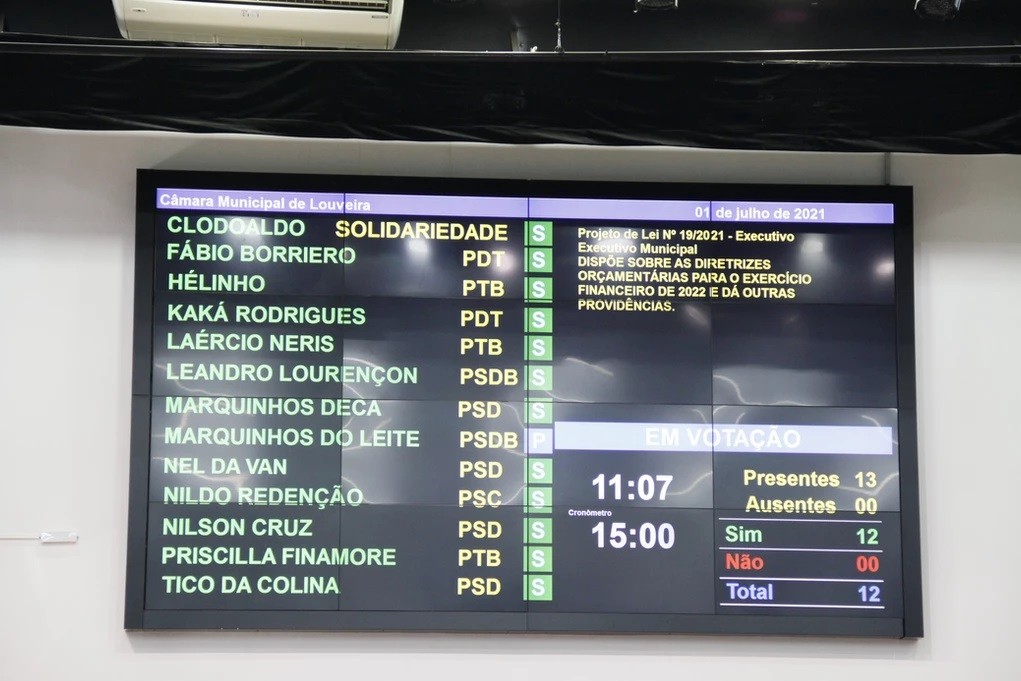 Câmara Municipal de Louveira 01 de julho de 2021
CLODOALDO SOLIDARIEDADE S
FÁBIO BORRIERO PDT S
HÉLINHO PTB S
KAKÁ RODRIGUES PDT S
LAÉRCIO NERIS PTB S
LEANDRO LOURENÇON PSDB S
MARQUINHOS DECA PSD S
MARQUINHOS DO LEITE PSDB P
NEL DA VAN PSD S
NILDO REDENÇÃO PSC S
NILSON CRUZ PSD S
PRISCILLA FINAMORE PTB S
TICO DA COLINA PSD S
Projeto de Lei Nº 19/2021 - Executivo
Executivo Municipal
DISPÕE SOBRE AS DIRETRIZES
ORÇAMENTÁRIAS PARA O EXERCÍCIO
FINANCEIRO DE 2022 E DÁ OUTRAS
PROVIDÊNCIAS.
EM VOTAÇÃO
11:07
Cronômetro
15:00
Presentes 13
Ausentes 00
Sim 12
Não 00
Total 12